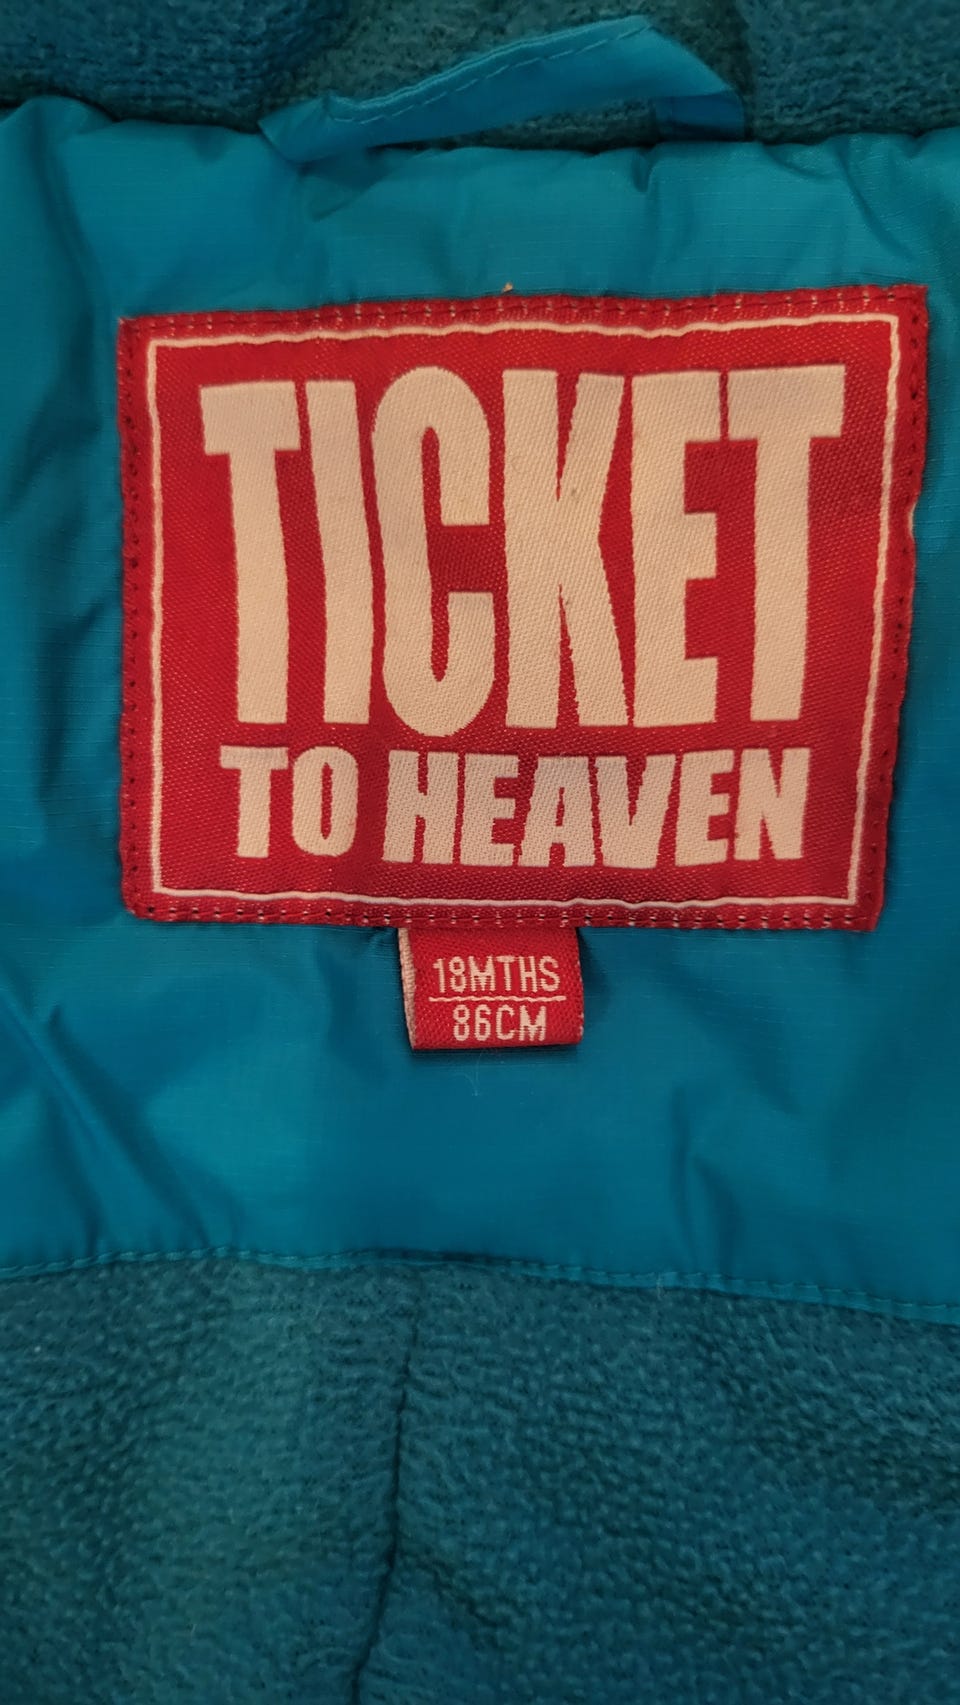 TICKET
TO HEAVEN
18MTHS
86CM